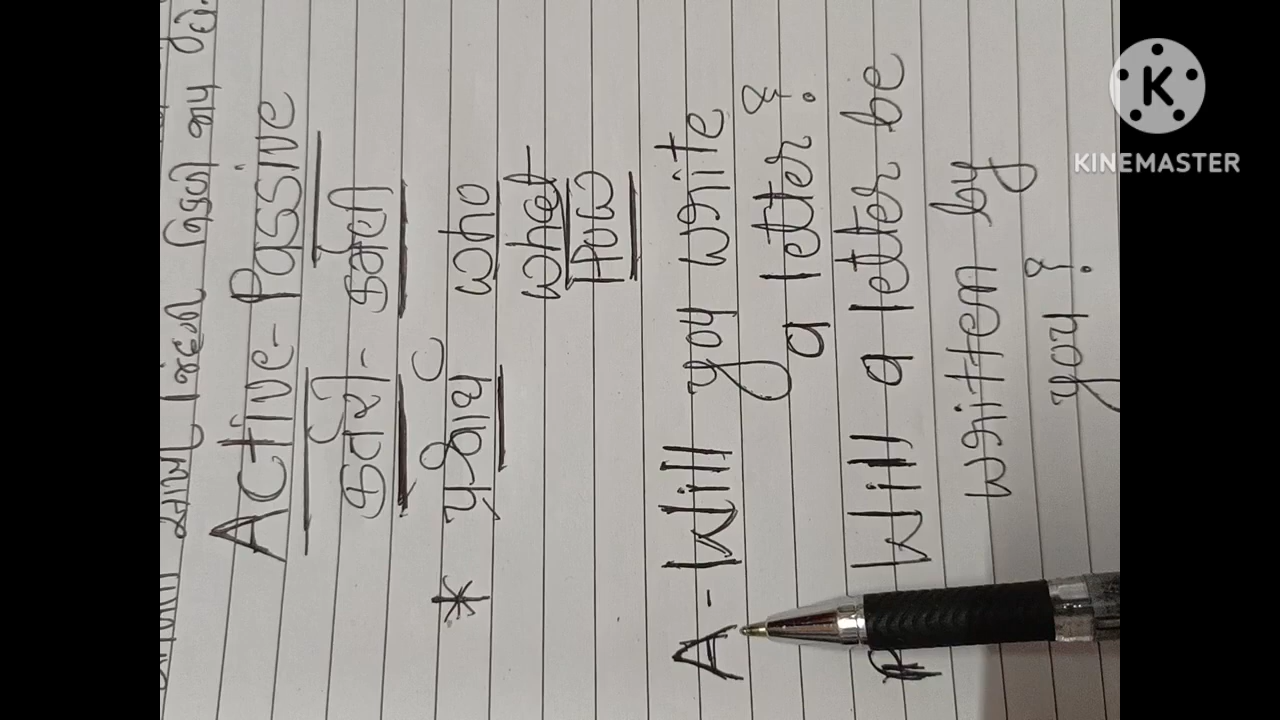 Active-Passive
કર્તરી - કર્મણી
* પ્રશ્નાર્થ who
what
How
A - Will you write
a letter?
P Will a letter be
written by
you?
KINEMASTER